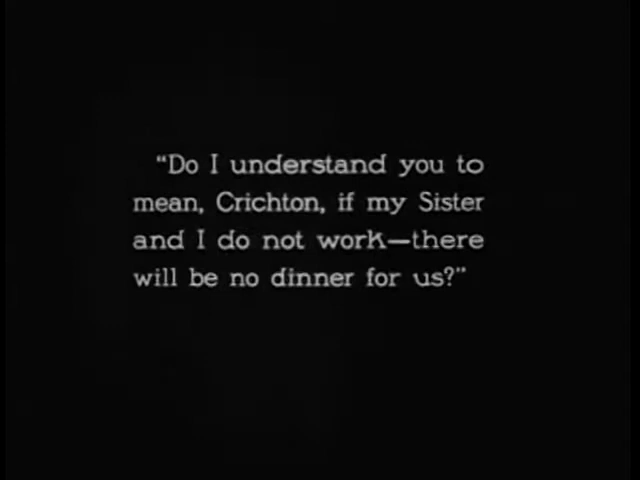 “Do I understand you to
mean, Crichton, if my Sister
and I do not work—there
will be no dinner for us?”